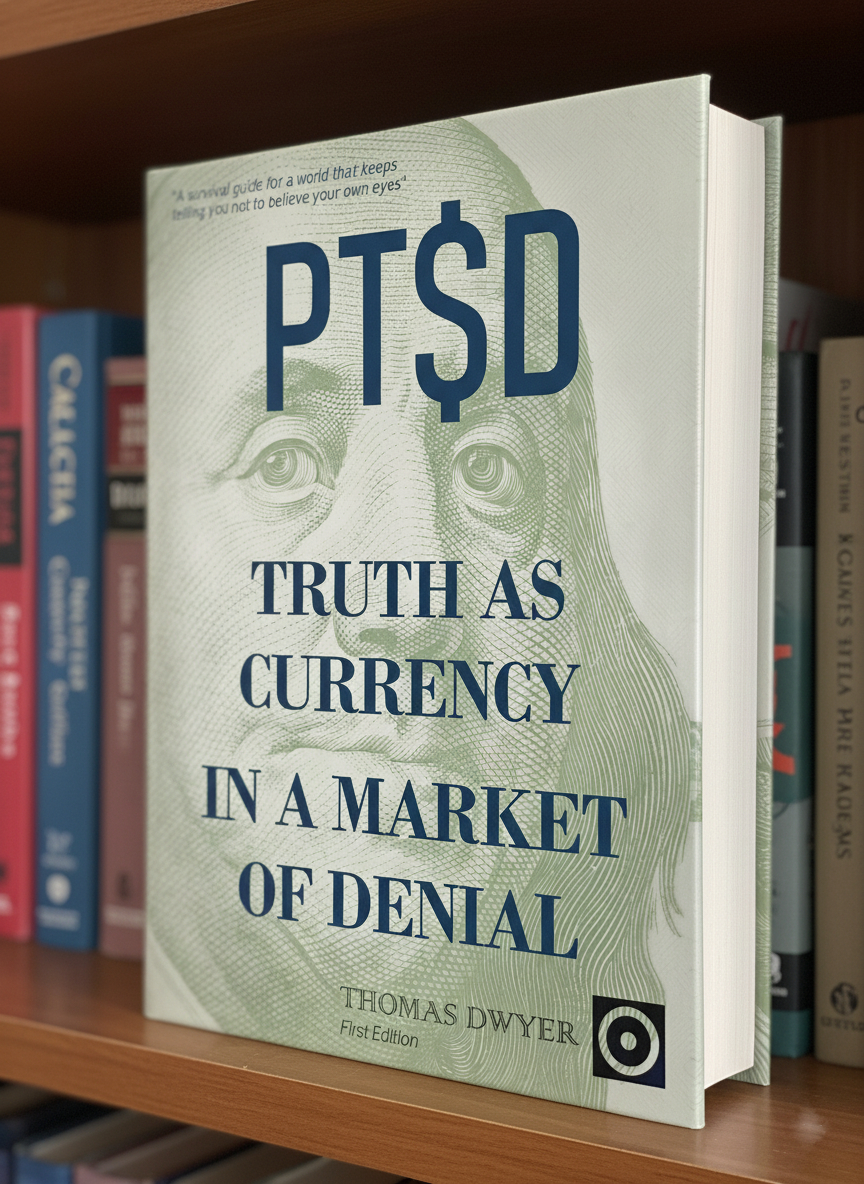 "A survival guide for a world that keeps
telling you not to believe your own eyes"
PT$D
TRUTH AS
CURRENCY
IN A MARKET
OF DENIAL
THOMAS DWYER
First Edition